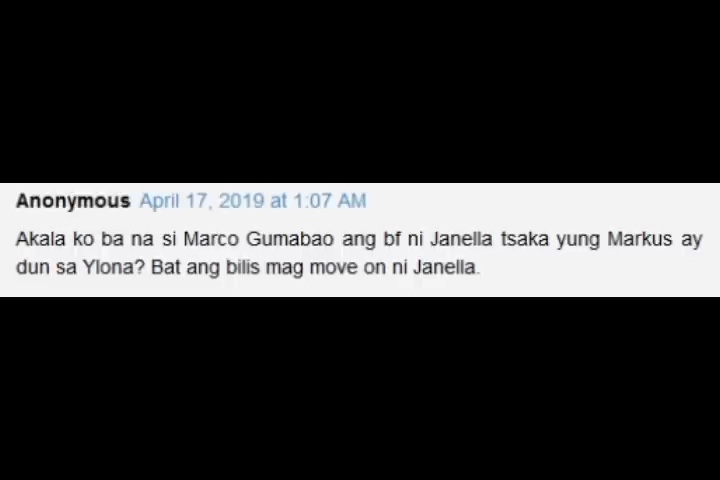 Anonymous April 17, 2019 at 1:07 AM
Akala ko ba na si Marco Gumabao ang bf ni Janella tsaka yung Markus ay
dun sa Ylona? Bat ang bilis mag move on ni Janella.